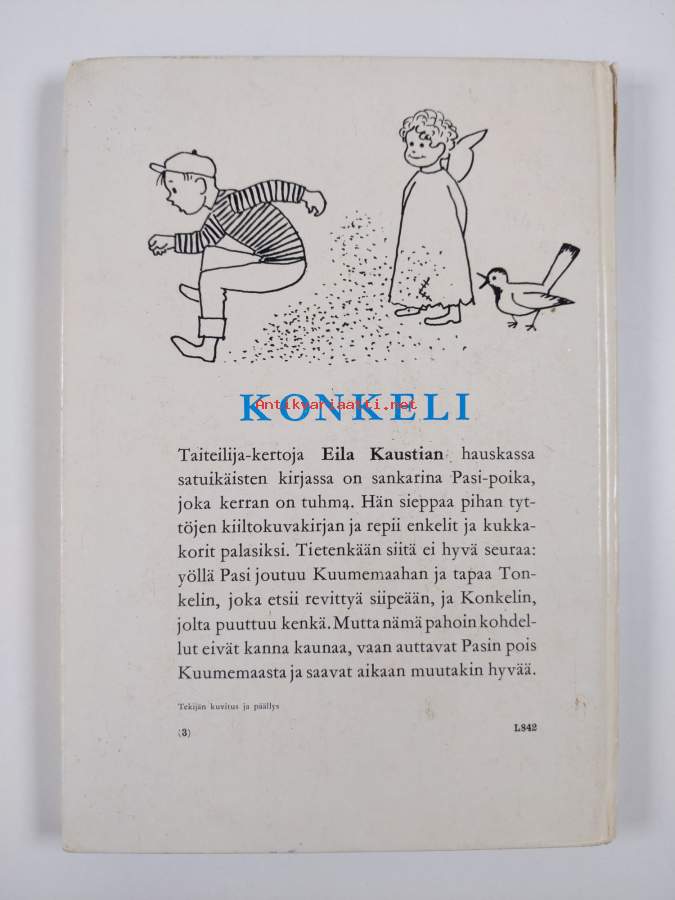 KONKELI
Antikvariaatti.net
Taiteilija-kertoja Eila Kaustian hauskassa
satuikäisten kirjassa on sankarina Pasi-poika,
joka kerran on tuhma. Hän sieppaa pihan tyt-
töjen kiiltokuvakirjan ja repii enkelit ja kukka-
korit palasiksi. Tietenkään siitä ei hyvä seuraa:
yöllä Pasi joutuu Kuumemaahan ja tapaa Ton-
kelin, joka etsii revittyä siipeään, ja Konkelin,
jolta puuttuu kenkä. Mutta nämä pahoin kohdel-
lut eivät kanna kaunaa, vaan auttavat Pasin pois
Kuumemaasta ja saavat aikaan muutakin hyvää.
Tekijän kuvitus ja päällys
(3) L842